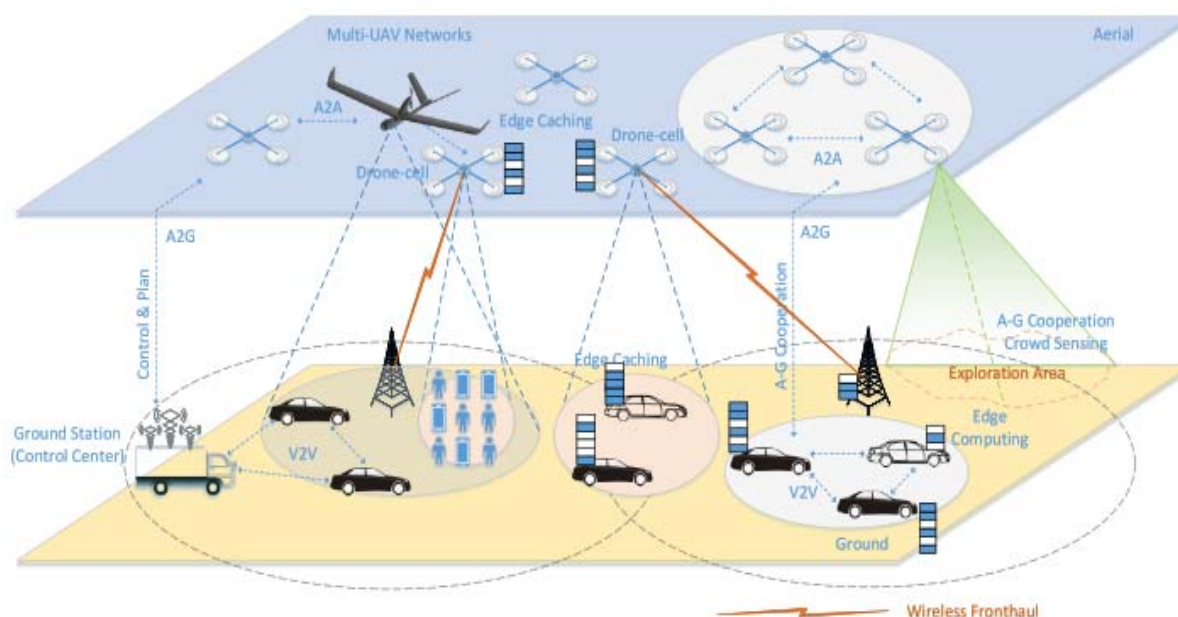 Multi-UAV Networks
Aerial
A2A
Edge Caching
Drone-cell
Drone-cell
A2A
A2G
A2G
Control & Plan
A-G Cooperation
A-G Cooperation
Crowd Sensing
Edge Caching
Exploration Area
Edge
Computing
Ground Station
(Control Center)
V2V
V2V
Ground
Wireless Fronthaul